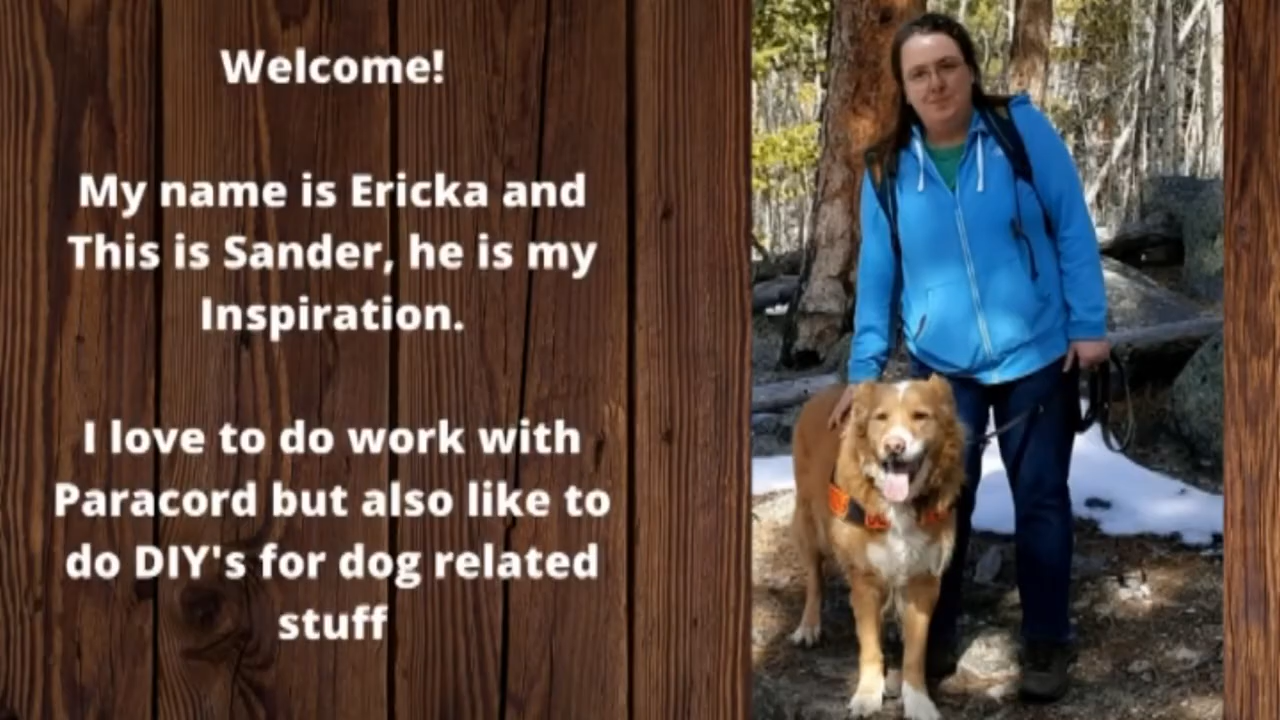 Welcome!
My name is Ericka and
This is Sander, he is my
Inspiration.
I love to do work with
Paracord but also like to
do DIY's for dog related
stuff